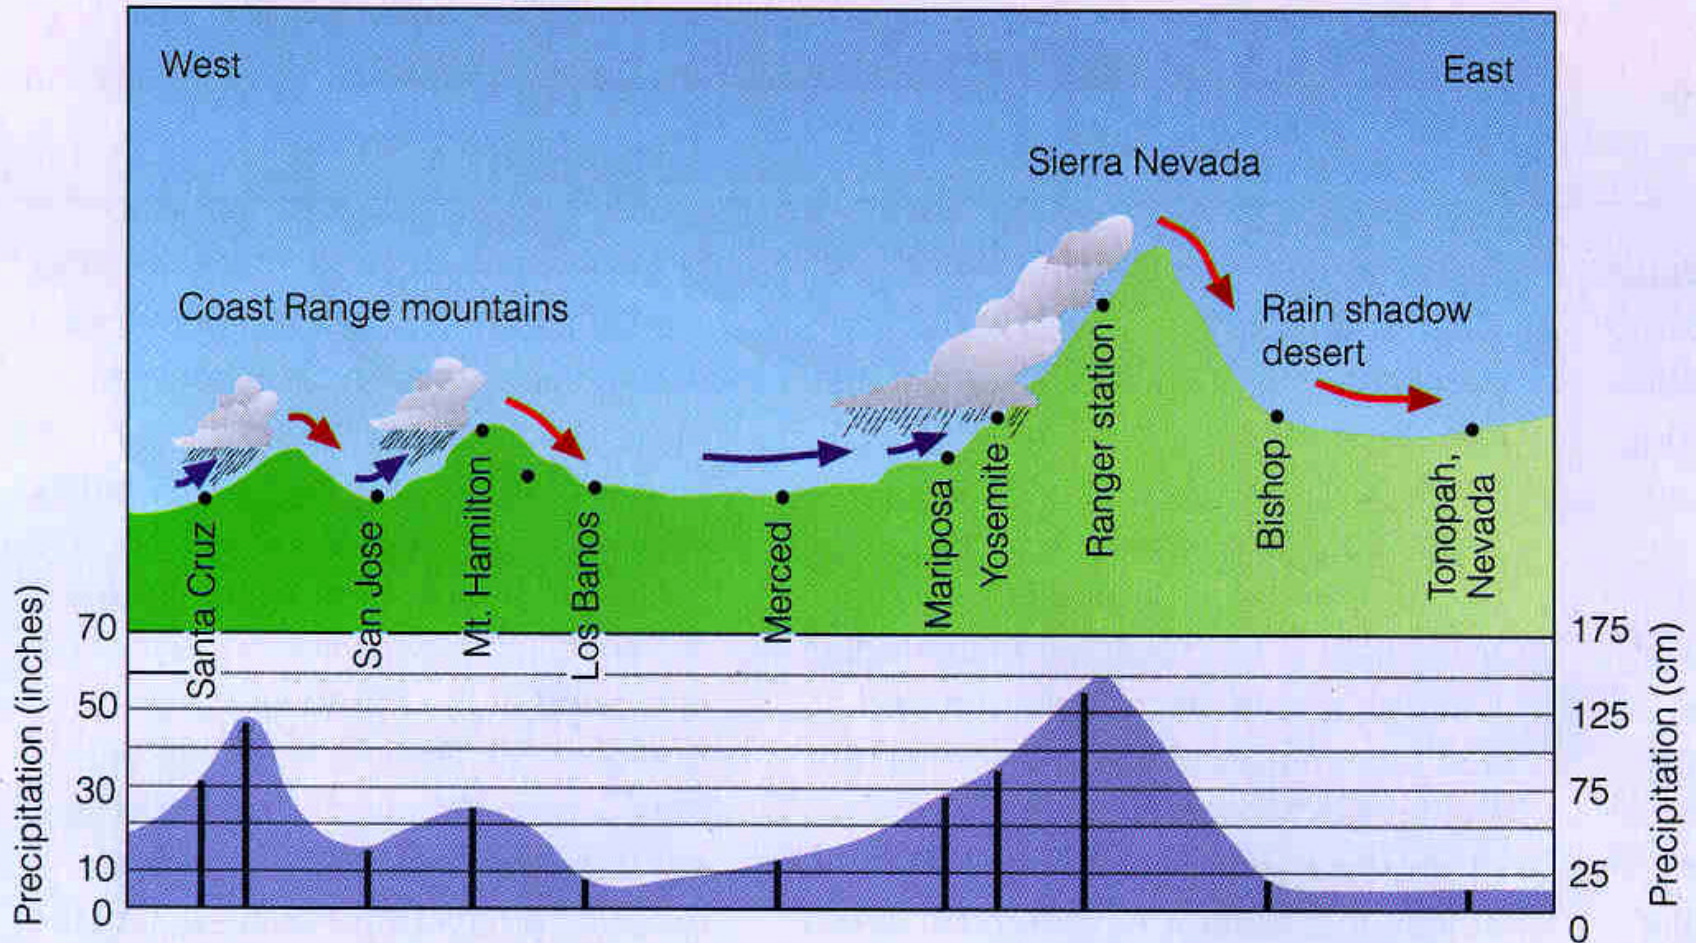 West
East
Sierra Nevada
Coast Range mountains
Rain shadow
desert
Santa Cruz
San Jose
Mt. Hamilton
Los Banos
Merced
Mariposa
Yosemite
Ranger station
Bishop
Tonopah,
Nevada
Precipitation (inches)
70
50
30
10
0
175
125
75
25
0
Precipitation (cm)